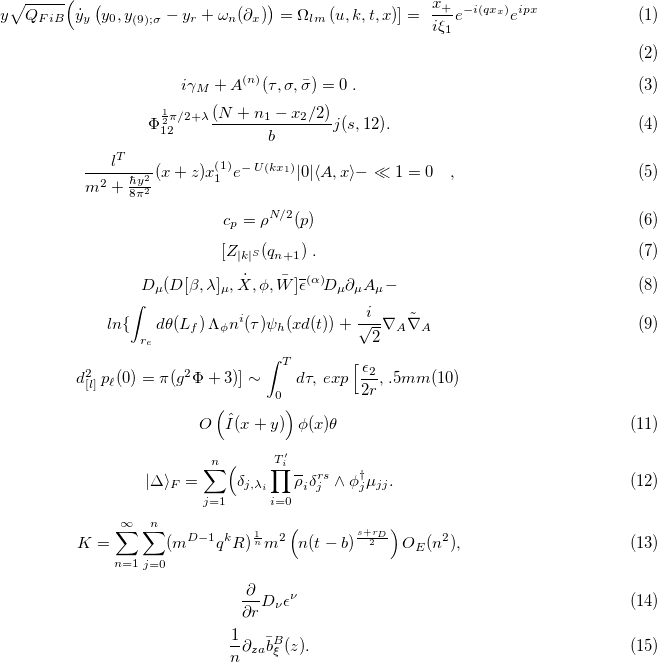 y\sqrt{Q_{FiB}}\Big(\dot{y}_y\left(y_0,y_{(9);\sigma}-y_r+\omega_n(\partial_x)\right)=\Omega_{lm}\left(u,k,t,x\right)]=\ \frac{x_+}{i\xi_1}e^{-i(qx_x)}e^{ipx} (1)
(2)
i\gamma_M+A^{(n)}(\tau,\sigma,\bar{\sigma})=0\ . (3)
\Phi_{12}^{\frac{1}{2}\pi/2+\lambda}\frac{(N+n_1-x_2/2)}{b}j(s,12). (4)
\frac{l^T}{m^2+\frac{\hbar y^2}{8\pi^2}}(x+z)x_1^{(1)}e^{-U(kx_1)}|0|\langle A,x\rangle-\ll 1=0\ , (5)
c_p=\rho^{N/2}(p) (6)
[Z_{|k|^S}(q_{n+1})\ . (7)
D_\mu(D[\beta,\lambda]_\mu,\dot{X},\phi,\bar{W}]\overline{\epsilon}^{(\alpha)}D_\mu\partial_\mu A_\mu- (8)
ln\{\int_{r_e}d\theta(L_f)\,\Lambda_\phi n^i(\tau)\psi_h(xd(t))+\frac{i}{\sqrt{2}}\nabla_A\tilde{\nabla}_A (9)
d^2_{[l]}\,p_\ell(0)=\pi(g^2\Phi+3)]\sim\int_0^T d\tau,\,exp\left[\frac{\epsilon_2}{2r},.5mm (10)
O\left(\hat{I}(x+y)\right)\phi(x)\theta (11)
|\Delta\rangle_F=\sum_{j=1}^{n}\Big(\delta_{j,\lambda_i}\prod_{i=0}^{T_i'}\overline{\rho}_i\delta_j^{rs}\wedge\phi_j^\dagger\mu_{jj}. (12)
K=\sum_{n=1}^{\infty}\sum_{j=0}^{n}(m^{D-1}q^kR)^{\frac{1}{n}}m^2\left(n(t-b)^{\frac{s+r_D}{2}}\right)O_E(n^2), (13)
\frac{\partial}{\partial r}D_\nu\epsilon^\nu (14)
\frac{1}{n}\partial_{za}\bar{b}_\xi^B(z). (15)